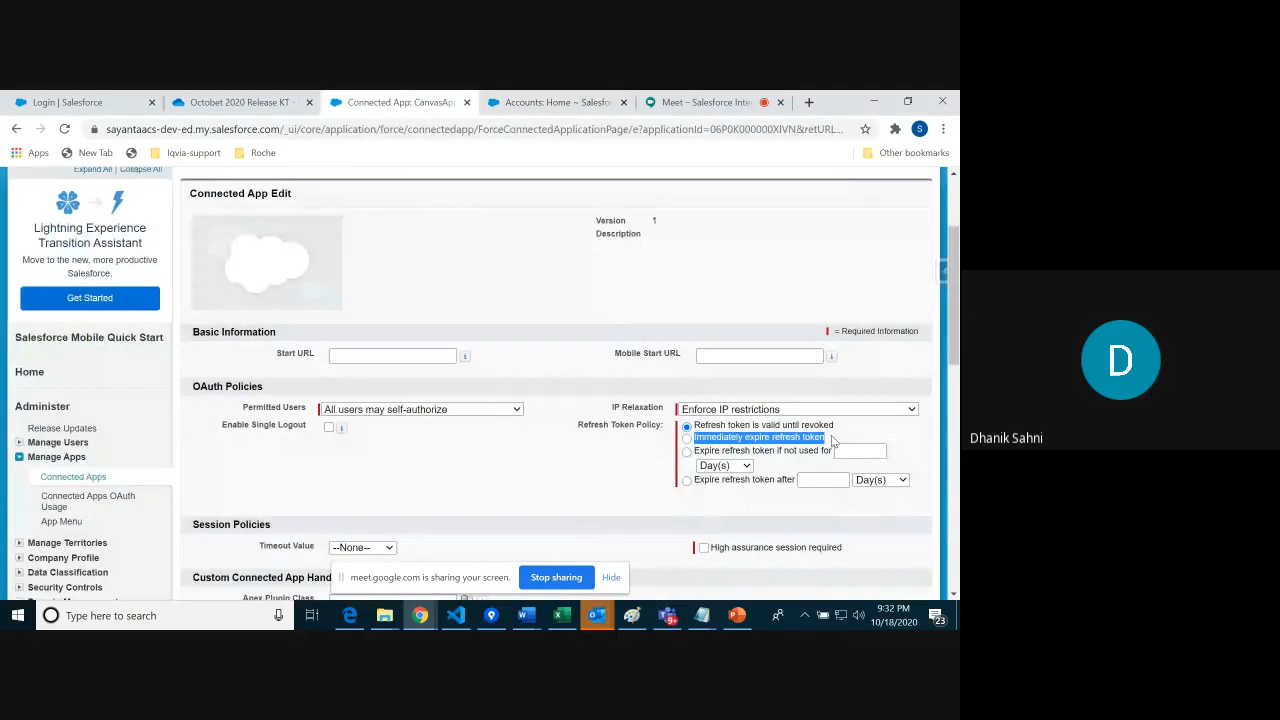 Login | Salesforce
Octobet 2020 Release KT -
Connected App: CanvasAp
Accounts: Home ~ Salesfo
Meet – Salesforce Inte
sayantaacs-dev-ed.my.salesforce.com/_ui/core/application/force/connectedapp/ForceConnectedApplicationPage/e?applicationId=06P0K000000XIVN&retURL...
Apps
New Tab
Iqvia-support
Roche
Other bookmarks
Expand All | Collapse All
Lightning Experience
Transition Assistant
Move to the new, more productive
Salesforce.
Get Started
Salesforce Mobile Quick Start
Home
Administer
Release Updates
Manage Users
Manage Apps
Connected Apps
Connected Apps OAuth
Usage
App Menu
Manage Territories
Company Profile
Data Classification
Security Controls
Connected App Edit
Version 1
Description
Basic Information
= Required Information
Start URL
Mobile Start URL
OAuth Policies
Permitted Users All users may self-authorize
IP Relaxation Enforce IP restrictions
Enable Single Logout
Refresh Token Policy: Refresh token is valid until revoked
Immediately expire refresh token
Expire refresh token if not used for
Day(s)
Expire refresh token after Day(s)
Session Policies
Timeout Value --None--
High assurance session required
Custom Connected App Hand
Apex Plugin Class
meet.google.com is sharing your screen. Stop sharing Hide
Type here to search
9+
9:32 PM
10/18/2020
23
S
D
Dhanik Sahni